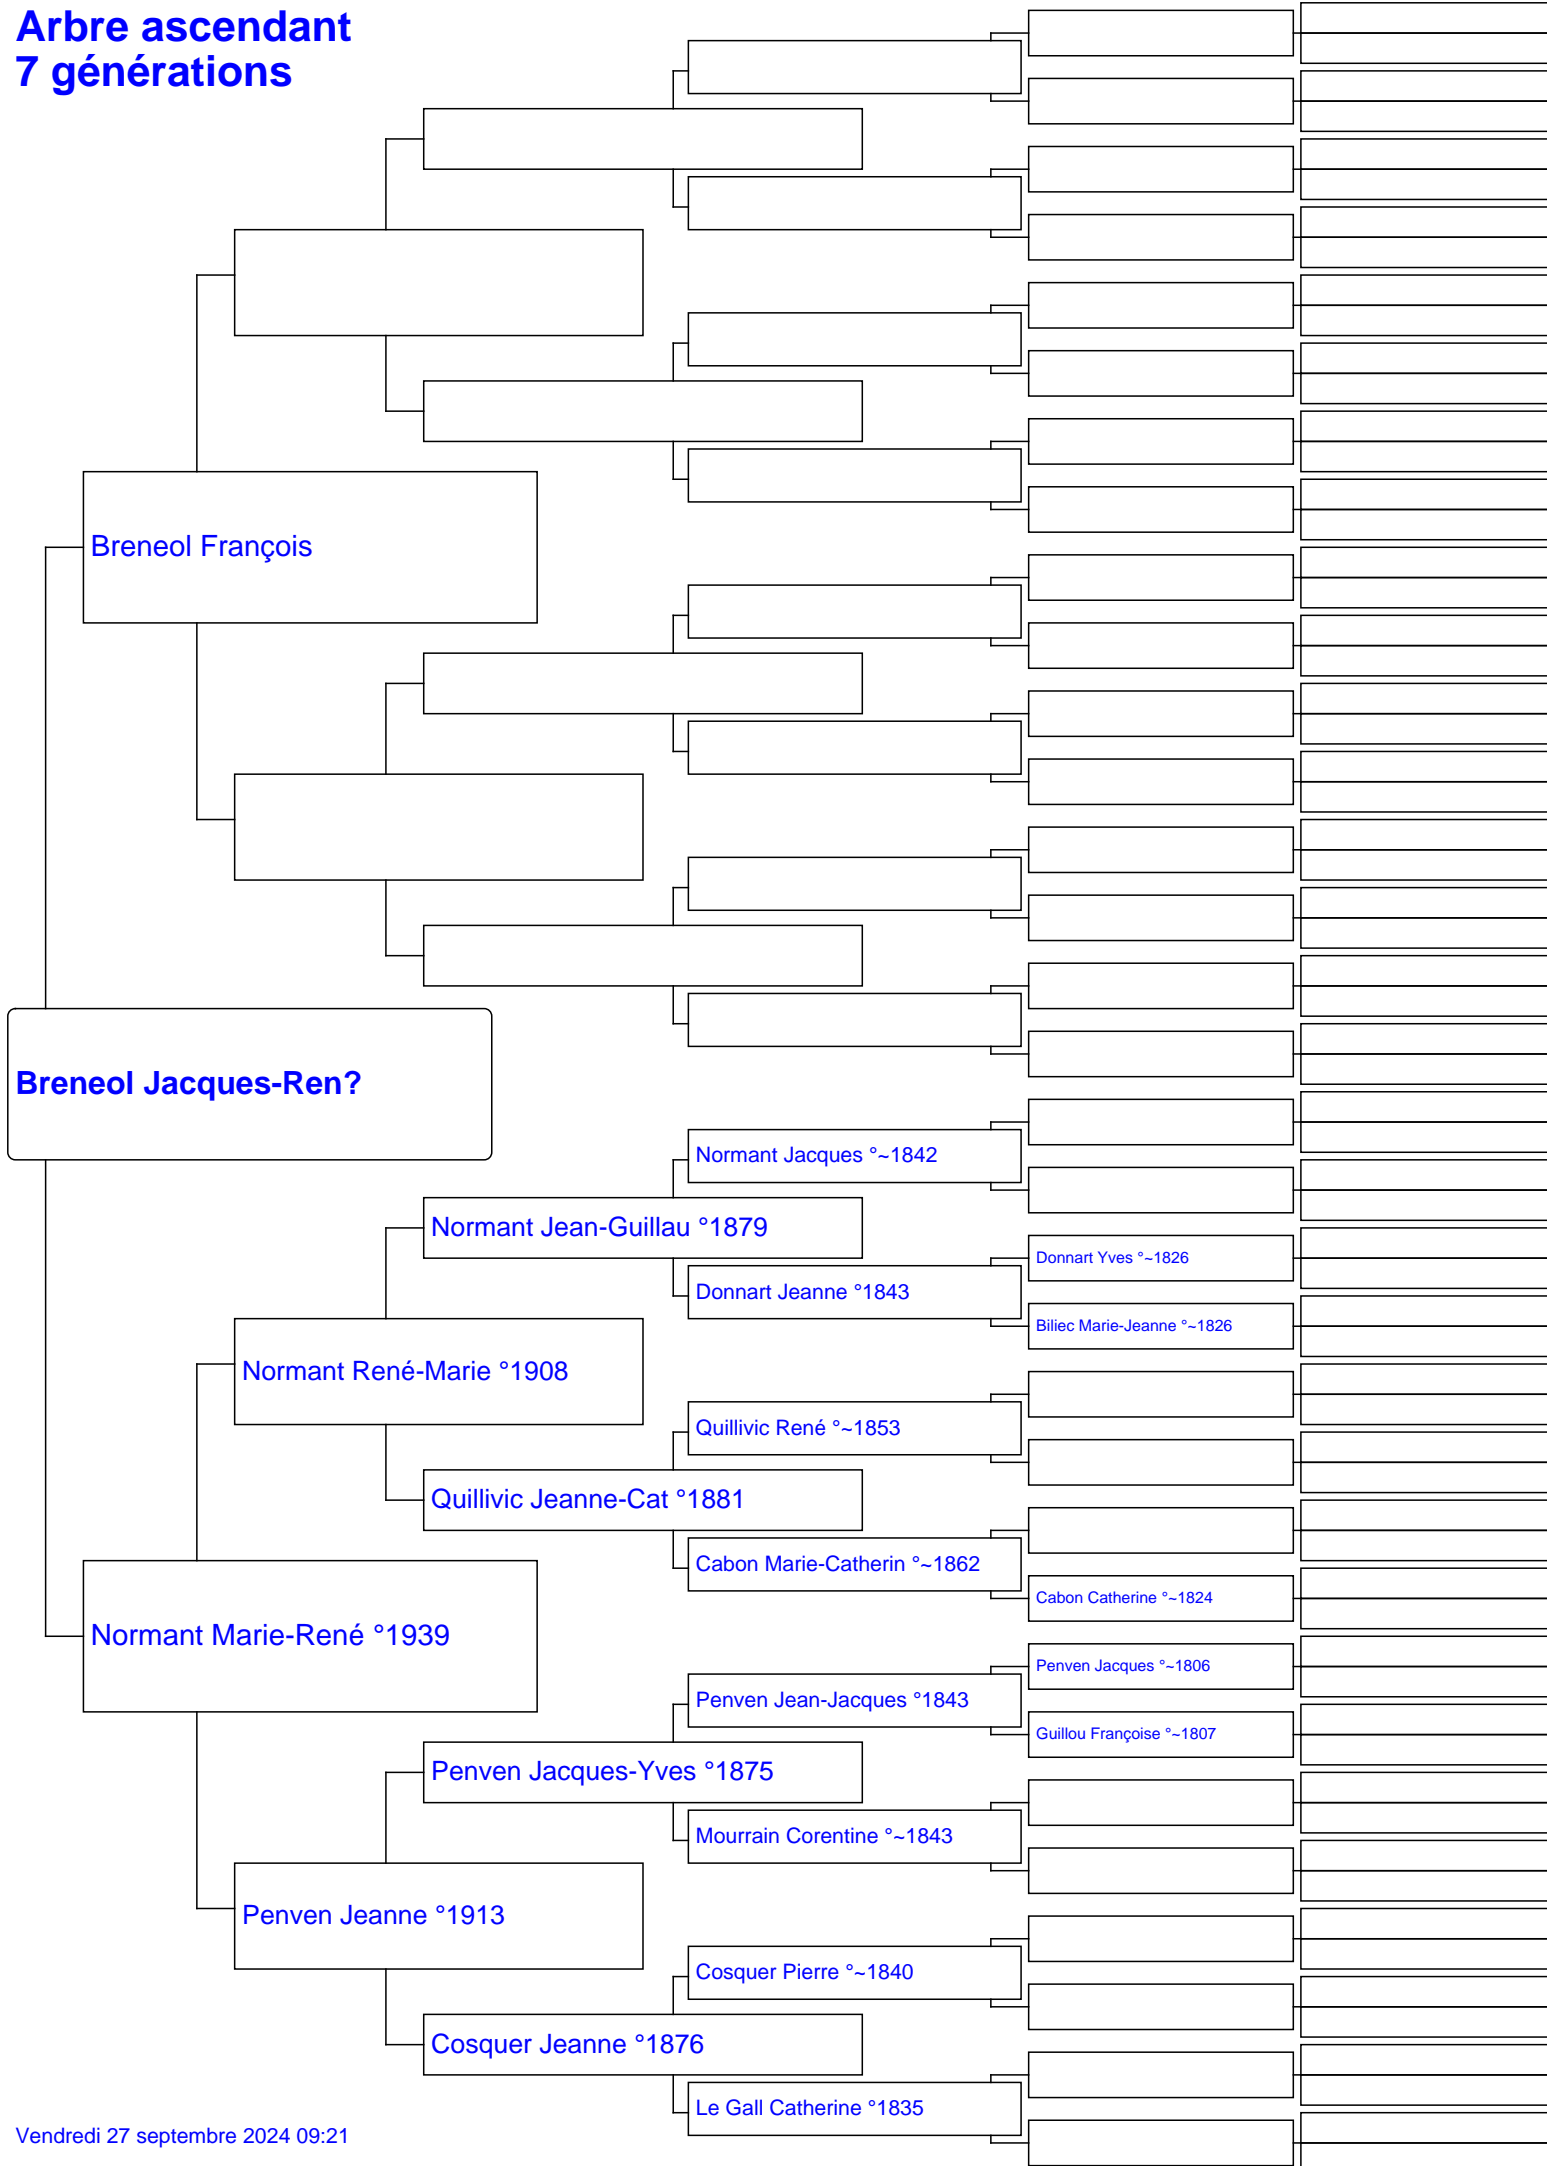 Arbre ascendant
7 générations
Breneol François
Breneol Jacques-Ren?
Normant Jacques °~1842
Normant Jean-Guillau °1879
Donnart Yves °~1826
Donnart Jeanne °1843
Biliec Marie-Jeanne °~1826
Normant René-Marie °1908
Quillivic René °~1853
Quillivic Jeanne-Cat °1881
Cabon Marie-Catherin °~1862
Cabon Catherine °~1824
Normant Marie-René °1939
Penven Jacques °~1806
Penven Jean-Jacques °1843
Guillou Françoise °~1807
Penven Jacques-Yves °1875
Mourrain Corentine °~1843
Penven Jeanne °1913
Cosquer Pierre °~1840
Cosquer Jeanne °1876
Le Gall Catherine °1835
Vendredi 27 septembre 2024 09:21